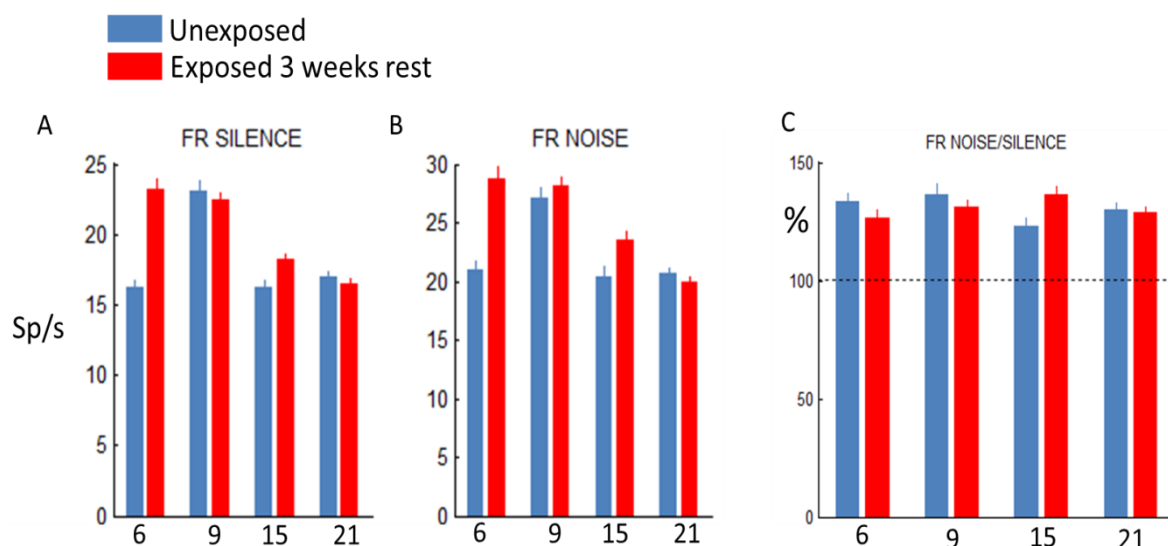 Unexposed
Exposed 3 weeks rest
A
FR SILENCE
25
20
15
10
5
0
Sp/s
6 9 15 21
B
FR NOISE
30
25
20
15
10
5
0
6 9 15 21
C
FR NOISE/SILENCE
150
%
100
50
0
6 9 15 21